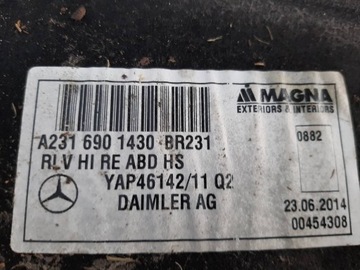 MAGNA
EXTERIORS & INTERIORS
A231 690 1430 BR231
0882
RLV HI RE ABD HS
YAP46142/11 Q2
DAIMLER AG
23.06.2014
00454308